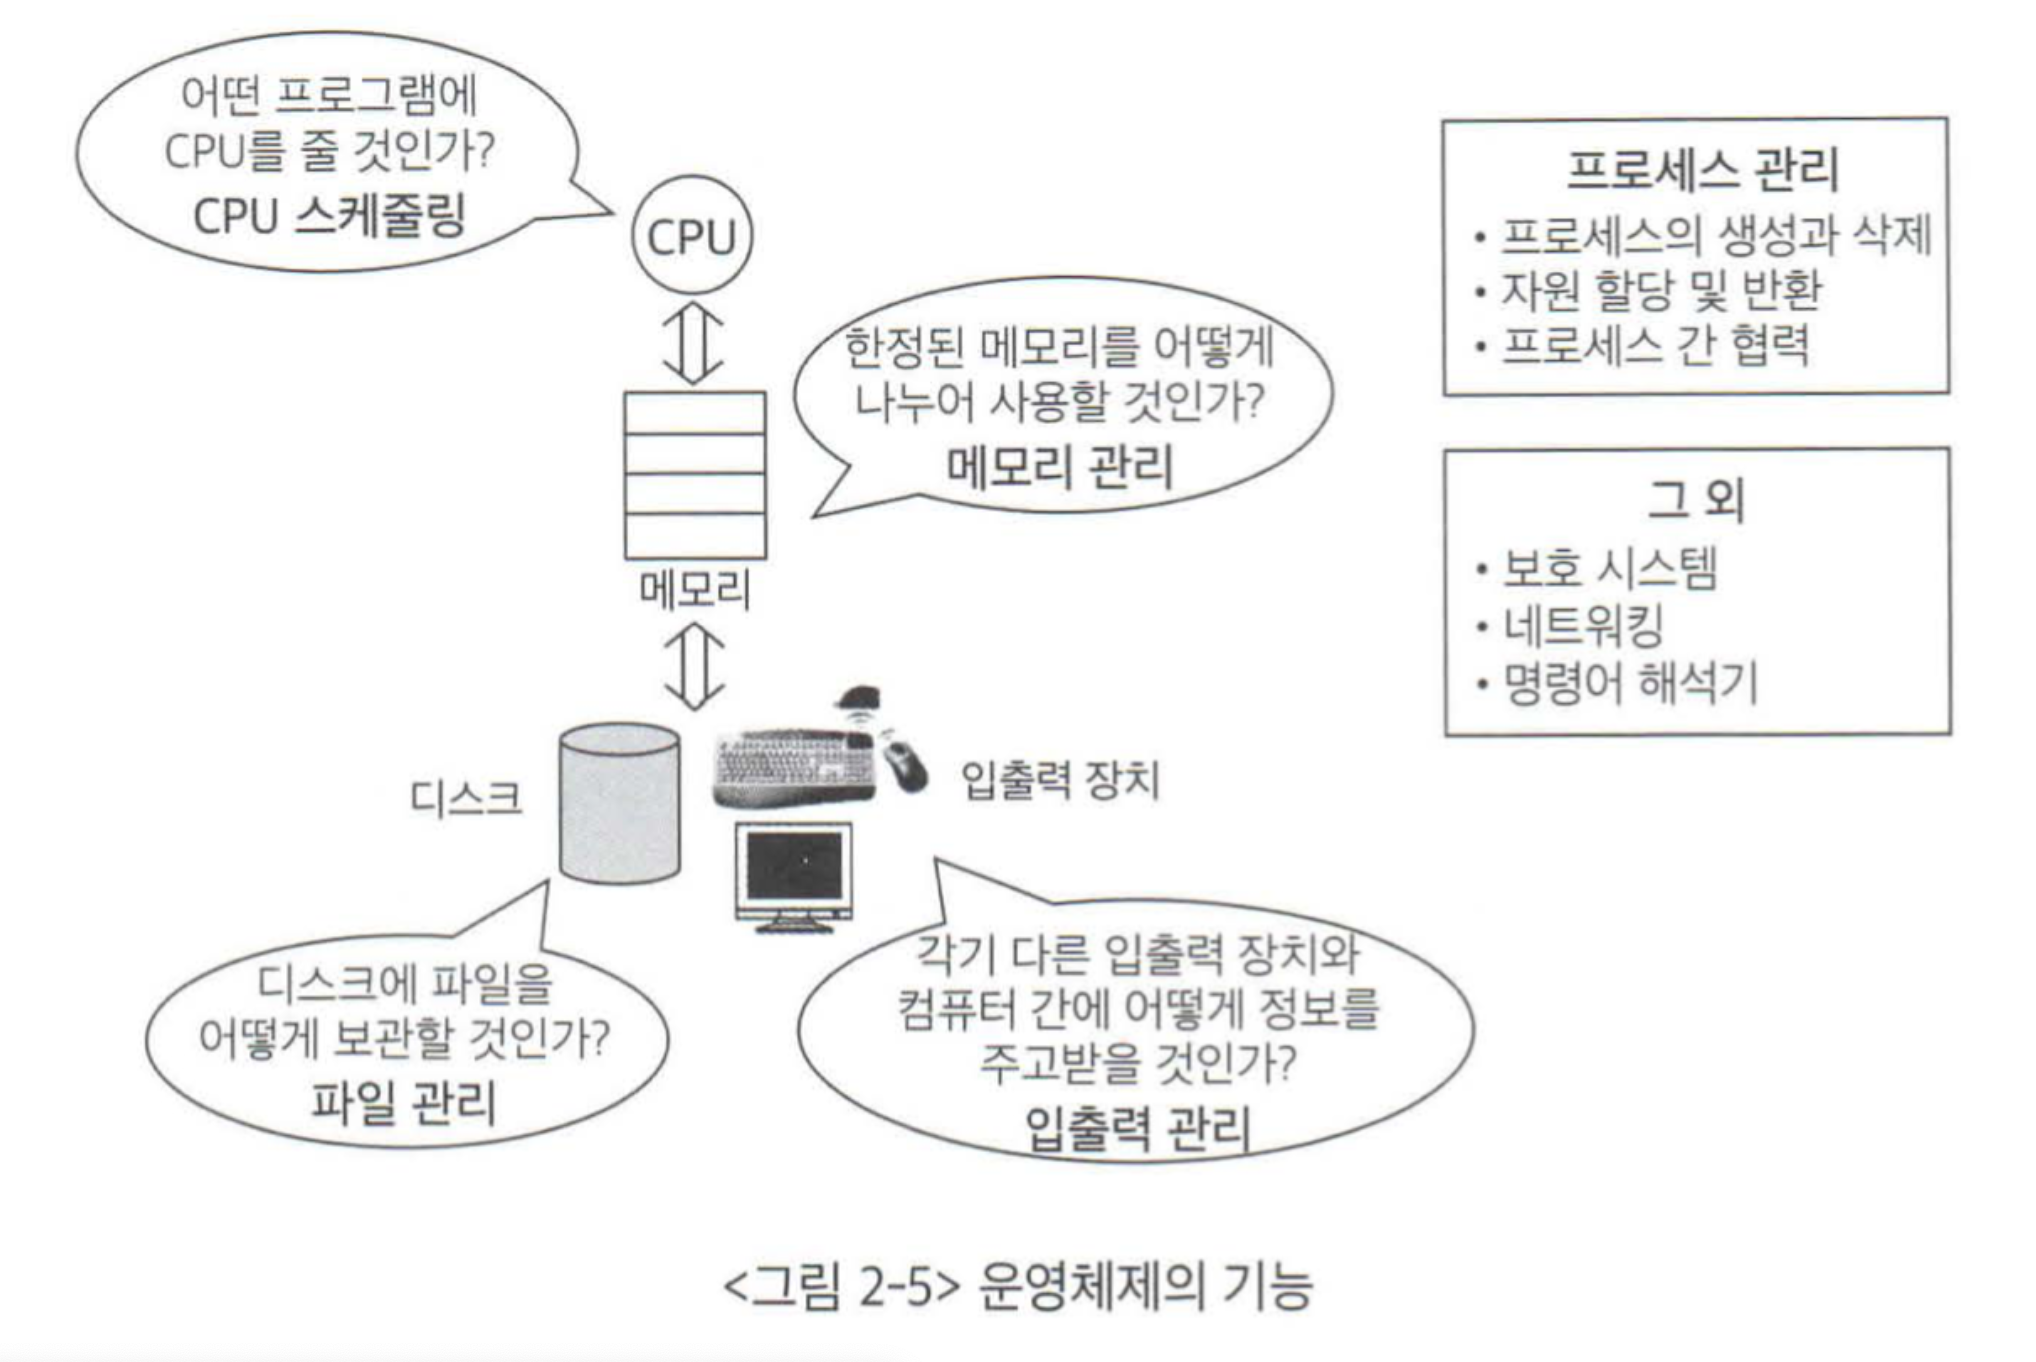 어떤 프로그램에
CPU를 줄 것인가?
CPU 스케줄링
CPU
한정된 메모리를 어떻게
나누어 사용할 것인가?
메모리 관리
메모리
디스크
입출력 장치
디스크에 파일을
어떻게 보관할 것인가?
파일 관리
각기 다른 입출력 장치와
컴퓨터 간에 어떻게 정보를
주고받을 것인가?
입출력 관리
프로세스 관리
• 프로세스의 생성과 삭제
• 자원 할당 및 반환
• 프로세스 간 협력
그 외
• 보호 시스템
• 네트워킹
• 명령어 해석기
<그림 2-5> 운영체제의 기능